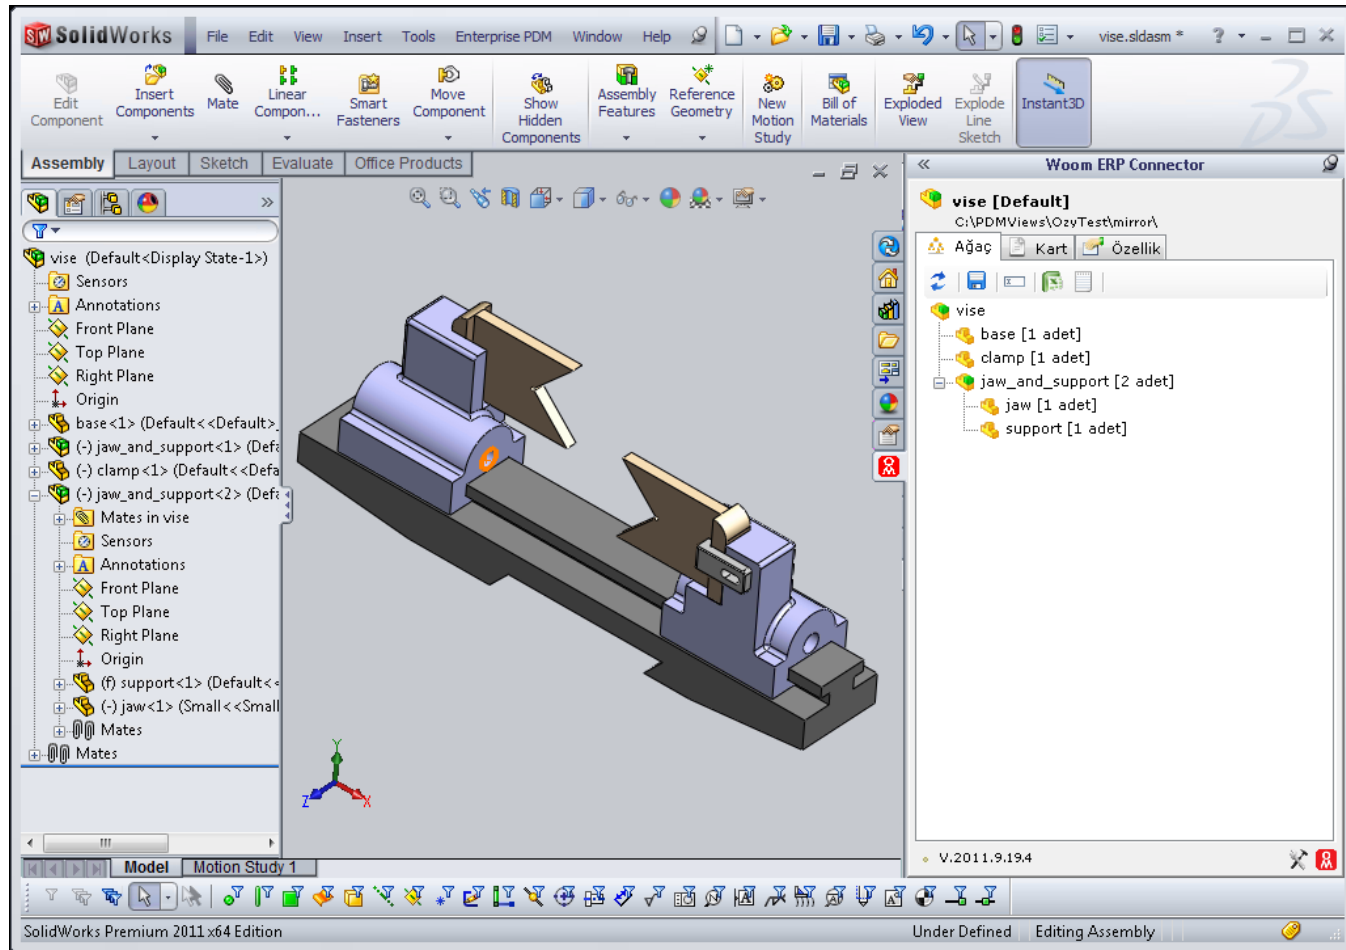 SolidWorks File Edit View Insert Tools Enterprise PDM Window Help vise.sldasm * ?
Edit Component
Insert Components
Mate
Linear Compon...
Smart Fasteners
Move Component
Show Hidden Components
Assembly Features
Reference Geometry
New Motion Study
Bill of Materials
Exploded View
Explode Line Sketch
Instant3D
Assembly Layout Sketch Evaluate Office Products
vise (Default<Display State-1>)
Sensors
Annotations
Front Plane
Top Plane
Right Plane
Origin
base<1> (Default<<Default>_
(-) jaw_and_support<1> (Defa
(-) clamp<1> (Default<<Defa
(-) jaw_and_support<2> (Defa
Mates in vise
Sensors
Annotations
Front Plane
Top Plane
Right Plane
Origin
(f) support<1> (Default<<
(-) jaw<1> (Small<<Small
Mates
Mates
Y
Z
X
Model Motion Study 1
Woom ERP Connector
vise [Default]
C:\PDMViews\OzyTest\mirror\
Ağaç Kart Özellik
vise
base [1 adet]
clamp [1 adet]
jaw_and_support [2 adet]
jaw [1 adet]
support [1 adet]
V.2011.9.19.4
SolidWorks Premium 2011 x64 Edition Under Defined Editing Assembly